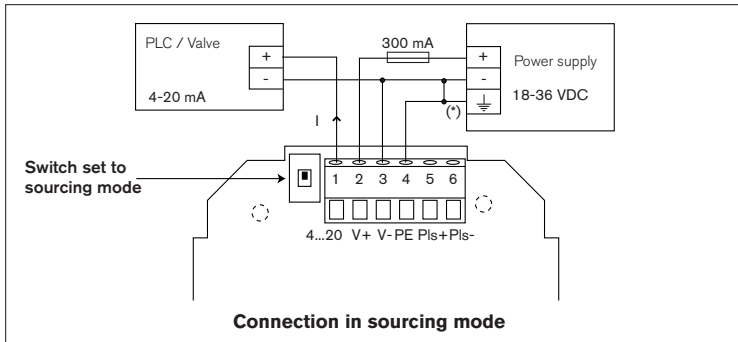 PLC / Valve
+
-
4-20 mA
300 mA
+
-
Power supply
18-36 VDC
(*)
I
Switch set to
sourcing mode
1 2 3 4 5 6
4...20 V+ V- PE Pls+ Pls-
Connection in sourcing mode